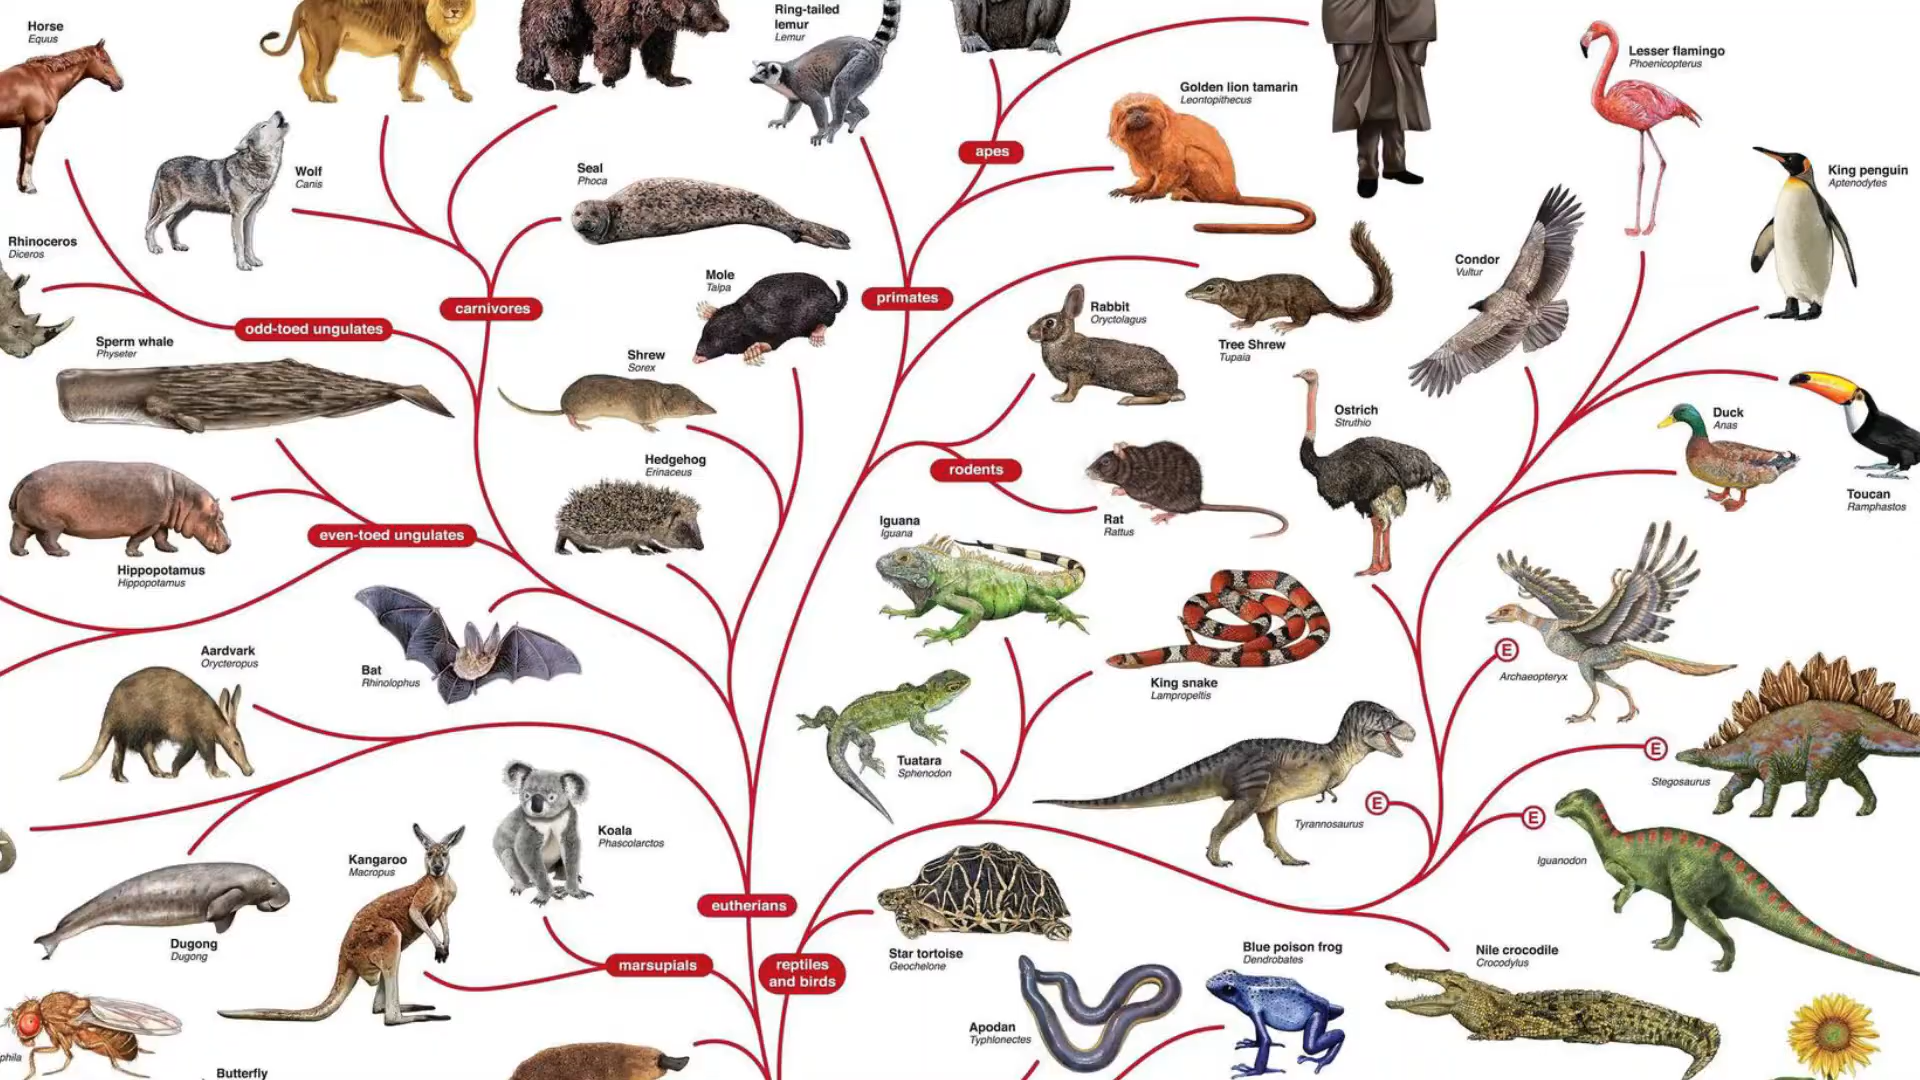 Horse
Equus
Ring-tailed
lemur
Lemur
Lesser flamingo
Phoenicopterus
Golden lion tamarin
Leontopithecus
apes
Wolf
Canis
Seal
Phoca
King penguin
Aptenodytes
Rhinoceros
Diceros
Condor
Vultur
Mole
Talpa
carnivores
primates
odd-toed ungulates
Rabbit
Oryctolagus
Sperm whale
Physeter
Shrew
Sorex
Tree Shrew
Tupaia
Ostrich
Struthio
Duck
Anas
Hedgehog
Erinaceus
rodents
Toucan
Ramphastos
Iguana
Iguana
Rat
Rattus
even-toed ungulates
Hippopotamus
Hippopotamus
Aardvark
Orycteropus
Bat
Rhinolophus
E
Archaeopteryx
King snake
Lampropeltis
Tuatara
Sphenodon
E
Stegosaurus
E
Tyrannosaurus
E
Iguanodon
Koala
Phascolarctos
Kangaroo
Macropus
eutherians
Dugong
Dugong
marsupials
reptiles
and birds
Star tortoise
Geochelone
Blue poison frog
Dendrobates
Nile crocodile
Crocodylus
Apodan
Typhlonectes
phila
Butterfly